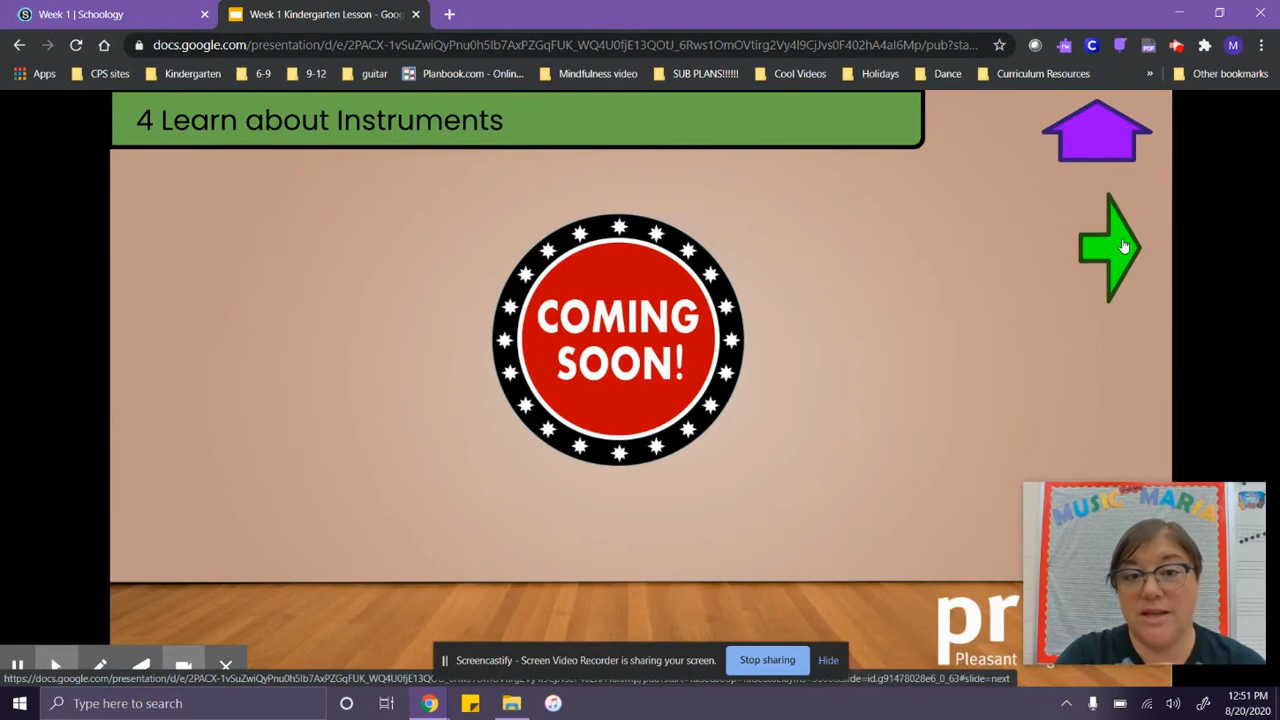 Week 1 | Schoology
Week 1 Kindergarten Lesson - Goog
docs.google.com/presentation/d/e/2PACX-1vSuZwiQyPnu0h5Ib7AxPZGqFUK_WQ4U0fjE13QOtJ_6Rws1OmOVtirg2Vy4l9CjJvs0F402hA4aI6Mp/pub?sta...
M
Apps
CPS sites
Kindergarten
6-9
9-12
guitar
Planbook.com - Onlin...
Mindfulness video
SUB PLANS!!!!!!
Cool Videos
Holidays
Dance
Curriculum Resources
»
Other bookmarks
4 Learn about Instruments
COMING
SOON!
MUSIC MARIA
pr
Pleasant
Screencastify - Screen Video Recorder is sharing your screen.
Stop sharing
Hide
Type here to search
12:51 PM
8/20/2020